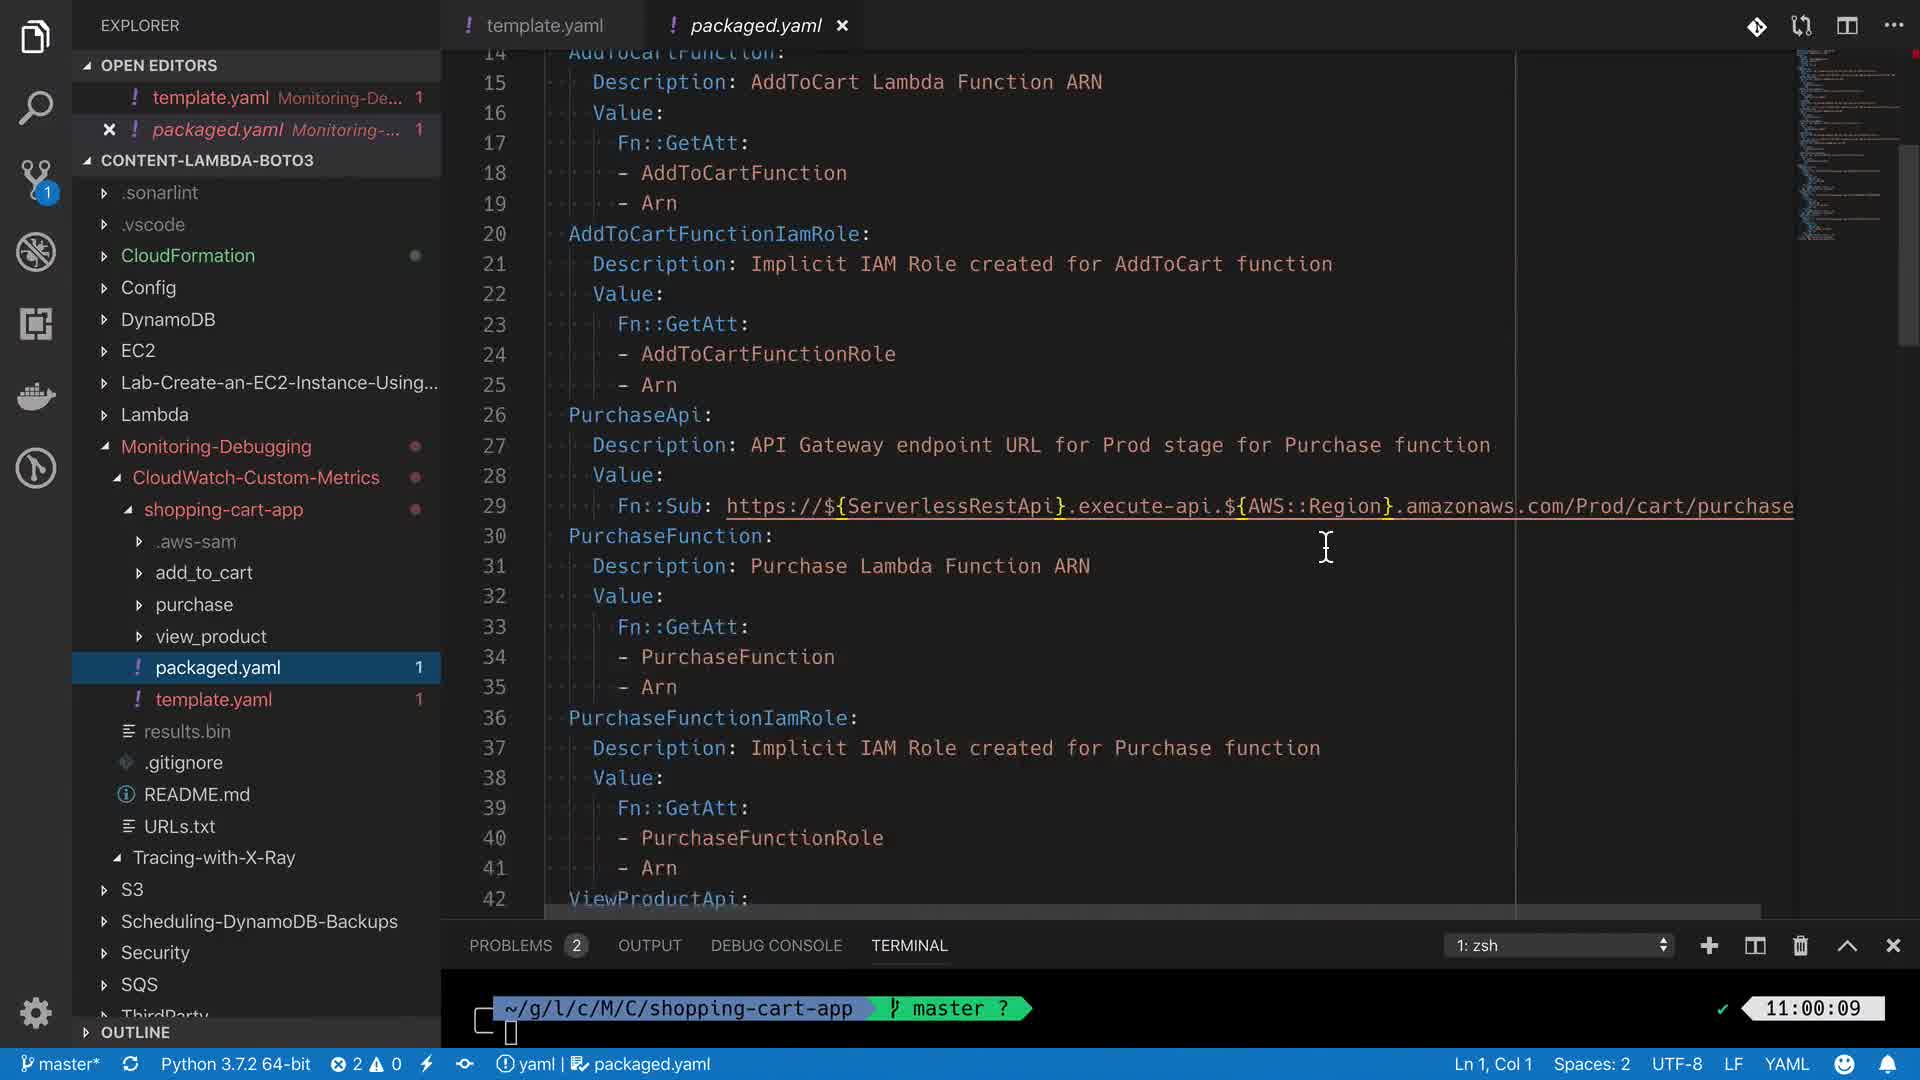 EXPLORER
OPEN EDITORS
template.yaml Monitoring-De... 1
packaged.yaml Monitoring-... 1
CONTENT-LAMBDA-BOTO3
.sonarlint
.vscode
CloudFormation
Config
DynamoDB
EC2
Lab-Create-an-EC2-Instance-Using...
Lambda
Monitoring-Debugging
CloudWatch-Custom-Metrics
shopping-cart-app
.aws-sam
add_to_cart
purchase
view_product
packaged.yaml 1
template.yaml 1
results.bin
.gitignore
README.md
URLs.txt
Tracing-with-X-Ray
S3
Scheduling-DynamoDB-Backups
Security
SQS
ThirdParty
OUTLINE
1
template.yaml
packaged.yaml
14 AddToCartFunction:
15 Description: AddToCart Lambda Function ARN
16 Value:
17 Fn::GetAtt:
18 - AddToCartFunction
19 - Arn
20 AddToCartFunctionIamRole:
21 Description: Implicit IAM Role created for AddToCart function
22 Value:
23 Fn::GetAtt:
24 - AddToCartFunctionRole
25 - Arn
26 PurchaseApi:
27 Description: API Gateway endpoint URL for Prod stage for Purchase function
28 Value:
29 Fn::Sub: https://${ServerlessRestApi}.execute-api.${AWS::Region}.amazonaws.com/Prod/cart/purchase
30 PurchaseFunction:
31 Description: Purchase Lambda Function ARN
32 Value:
33 Fn::GetAtt:
34 - PurchaseFunction
35 - Arn
36 PurchaseFunctionIamRole:
37 Description: Implicit IAM Role created for Purchase function
38 Value:
39 Fn::GetAtt:
40 - PurchaseFunctionRole
41 - Arn
42 ViewProductApi:
PROBLEMS 2 OUTPUT DEBUG CONSOLE TERMINAL 1: zsh
~/g/l/c/M/C/shopping-cart-app master ? ✓ 11:00:09
master* Python 3.7.2 64-bit 2 0 yaml | packaged.yaml Ln 1, Col 1 Spaces: 2 UTF-8 LF YAML